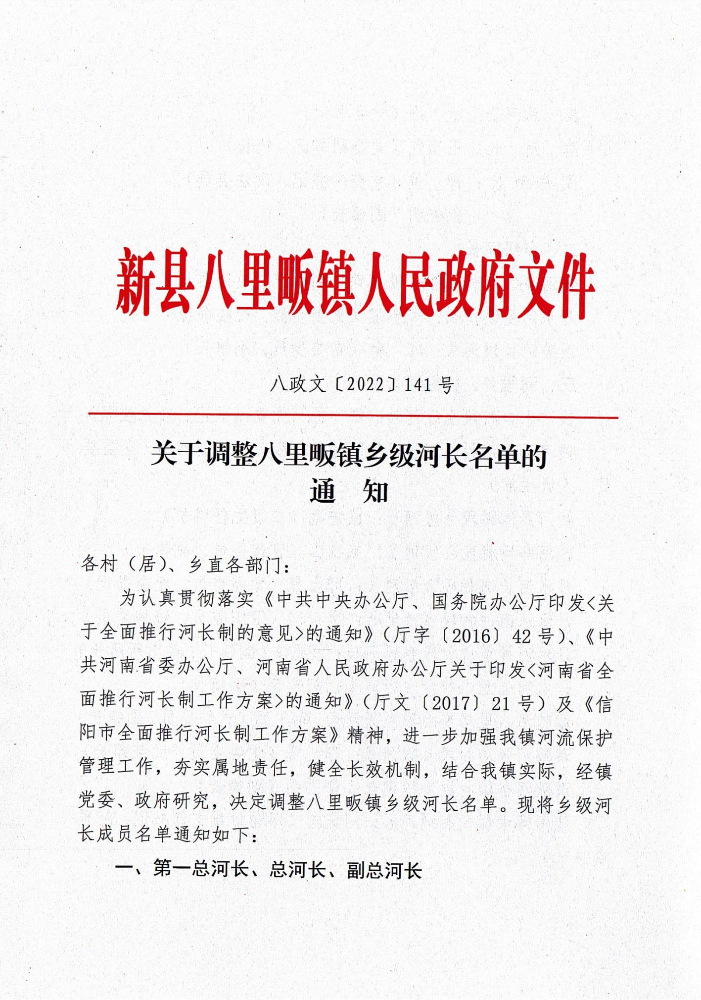 新县八里畈镇人民政府文件
八政文〔2022〕141号
关于调整八里畈镇乡级河长名单的
通 知
各村（居）、乡直各部门：
为认真贯彻落实《中共中央办公厅、国务院办公厅印发<关
于全面推行河长制的意见>的通知》（厅字〔2016〕42号）、《中
共河南省委办公厅、河南省人民政府办公厅关于印发<河南省全
面推行河长制工作方案>的通知》（厅文〔2017〕21号）及《信
阳市全面推行河长制工作方案》精神，进一步加强我镇河流保护
管理工作，夯实属地责任，健全长效机制，结合我镇实际，经镇
党委、政府研究，决定调整八里畈镇乡级河长名单。现将乡级河
长成员名单通知如下：
一、第一总河长、总河长、副总河长